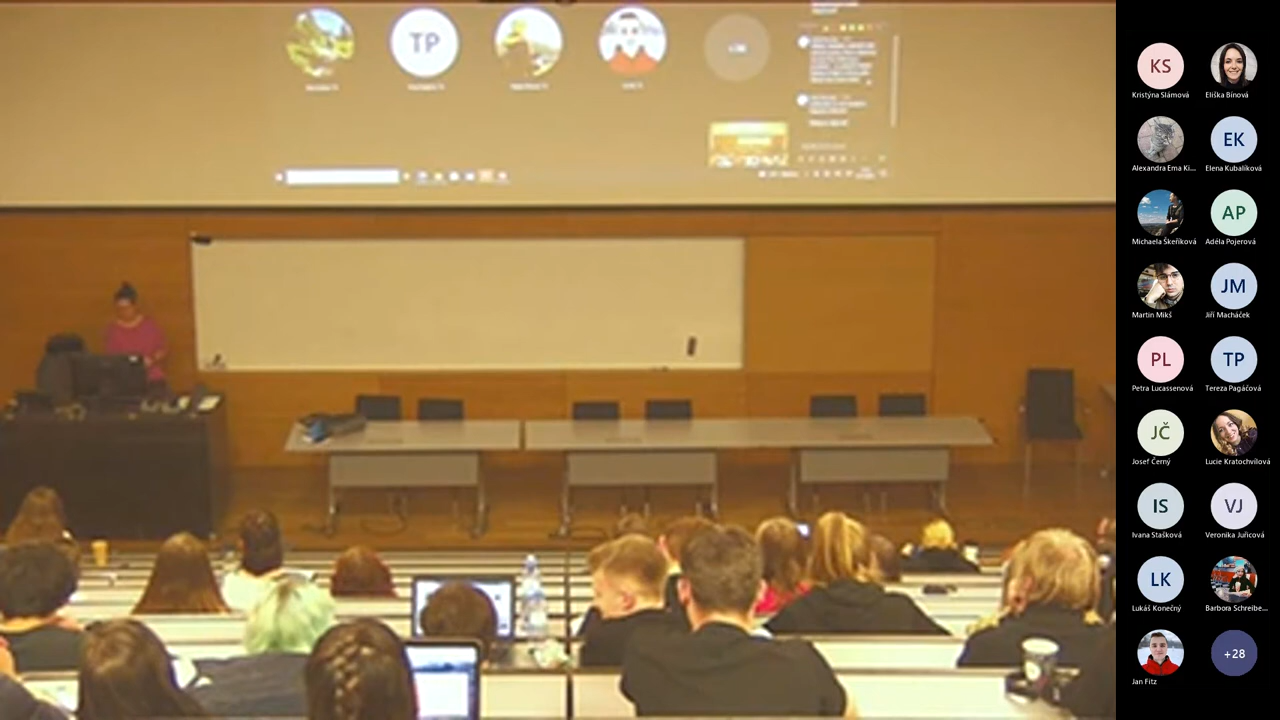 TP
KS
Kristýna Slámová
Eliška Bínová
Alexandra Ema Ki...
EK
Elena Kubalíková
Michaela Škeříková
AP
Adéla Pojerová
Martin Mikš
JM
Jiří Macháček
PL
Petra Lucassenová
TP
Tereza Pagáčová
JČ
Josef Černý
Lucie Kratochvílová
IS
Ivana Stašková
VJ
Veronika Juřicová
LK
Lukáš Konečný
Barbora Schreibe...
Jan Fitz
+28